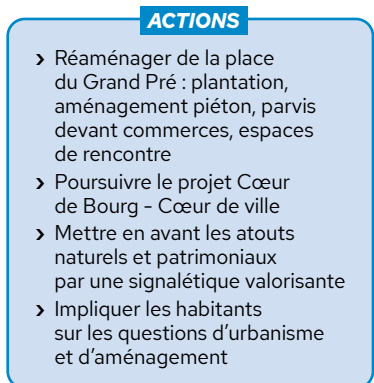 ACTIONS
› Réaménager de la place
du Grand Pré : plantation,
aménagement piéton, parvis
devant commerces, espaces
de rencontre
› Poursuivre le projet Cœur
de Bourg - Cœur de ville
› Mettre en avant les atouts
naturels et patrimoniaux
par une signalétique valorisante
› Impliquer les habitants
sur les questions d'urbanisme
et d'aménagement